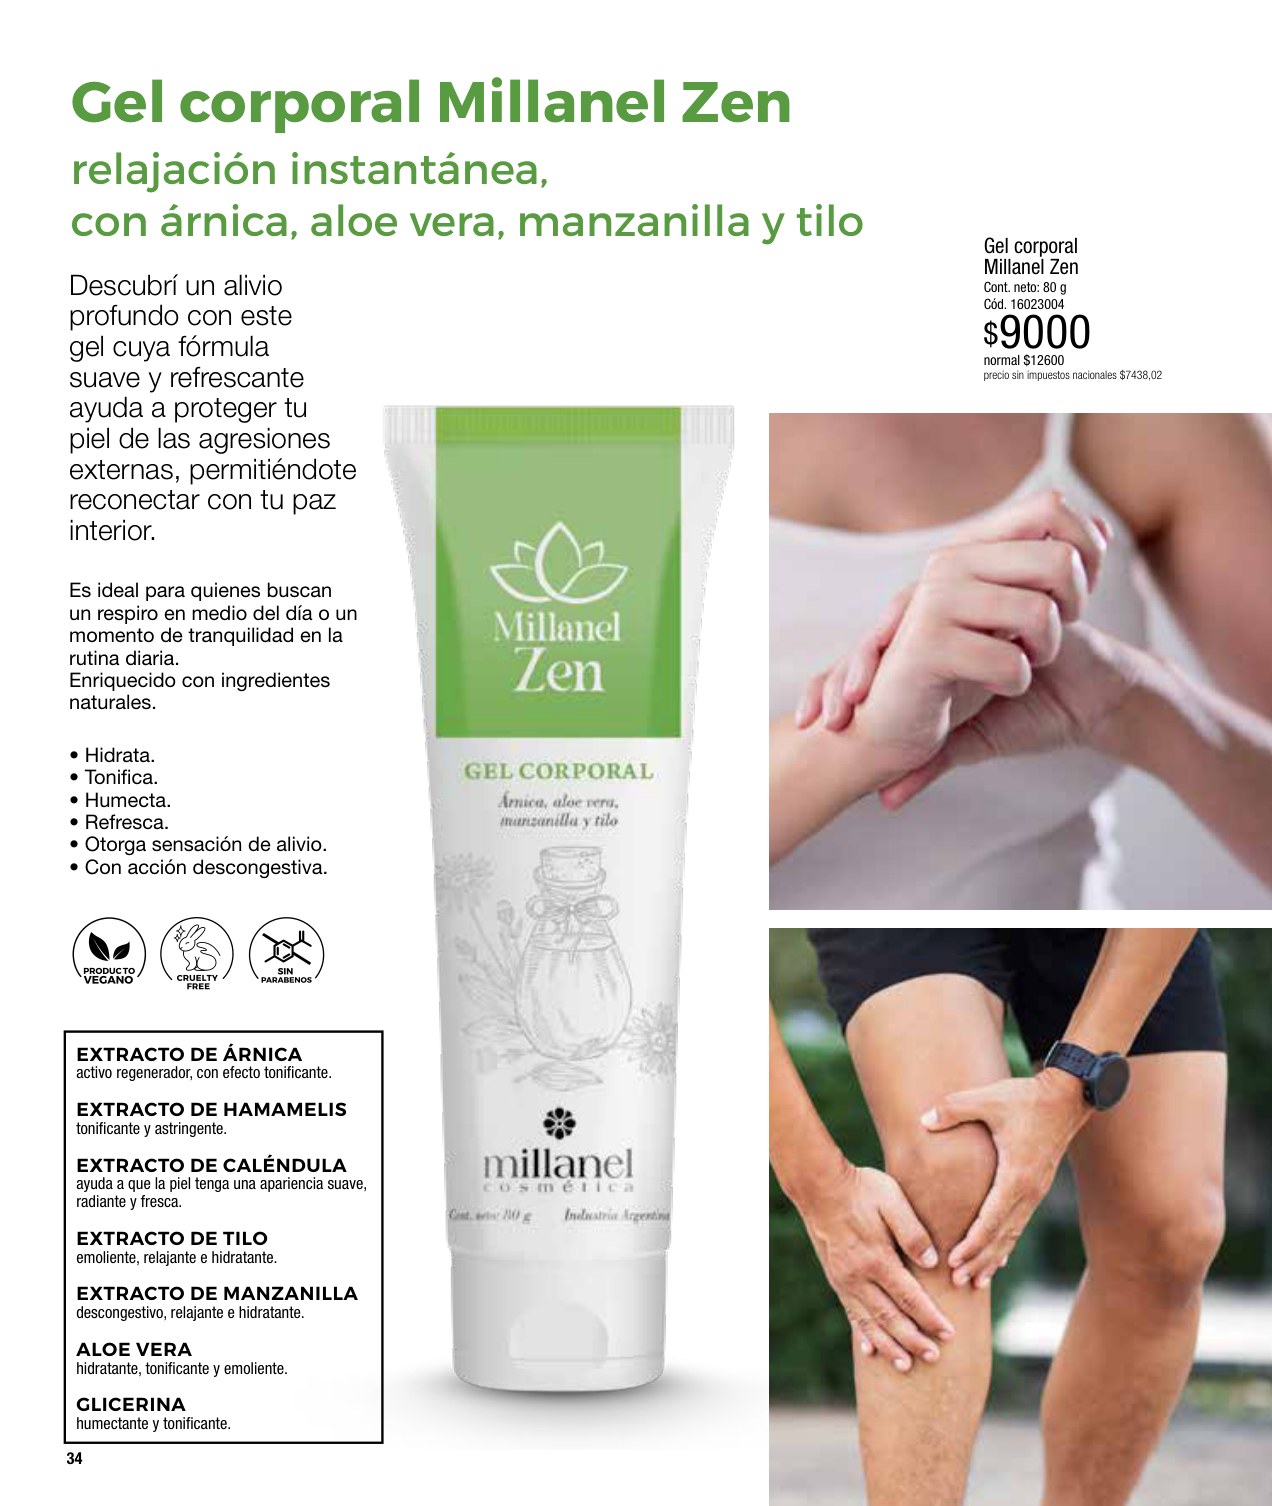 Gel corporal Millanel Zen
relajación instantánea,
con árnica, aloe vera, manzanilla y tilo
Gel corporal
Millanel Zen
Cont. neto: 80 g
Cód. 16023004
$9000
normal $12600
precio sin impuestos nacionales $7438,02
Descubrí un alivio
profundo con este
gel cuya fórmula
suave y refrescante
ayuda a proteger tu
piel de las agresiones
externas, permitiéndote
reconectar con tu paz
interior.
Es ideal para quienes buscan
un respiro en medio del día o un
momento de tranquilidad en la
rutina diaria.
Enriquecido con ingredientes
naturales.
• Hidrata.
• Tonifica.
• Humecta.
• Refresca.
• Otorga sensación de alivio.
• Con acción descongestiva.
PRODUCTO
VEGANO
CRUELTY
FREE
SIN
PARABENOS
EXTRACTO DE ÁRNICA
activo regenerador, con efecto tonificante.
EXTRACTO DE HAMAMELIS
tonificante y astringente.
EXTRACTO DE CALÉNDULA
ayuda a que la piel tenga una apariencia suave,
radiante y fresca.
EXTRACTO DE TILO
emoliente, relajante e hidratante.
EXTRACTO DE MANZANILLA
descongestivo, relajante e hidratante.
ALOE VERA
hidratante, tonificante y emoliente.
GLICERINA
humectante y tonificante.
34
Millanel
Zen
GEL CORPORAL
Árnica, aloe vera,
manzanilla y tilo
millanel
cosmética
Cont. neto: 80 g Industria Argentina